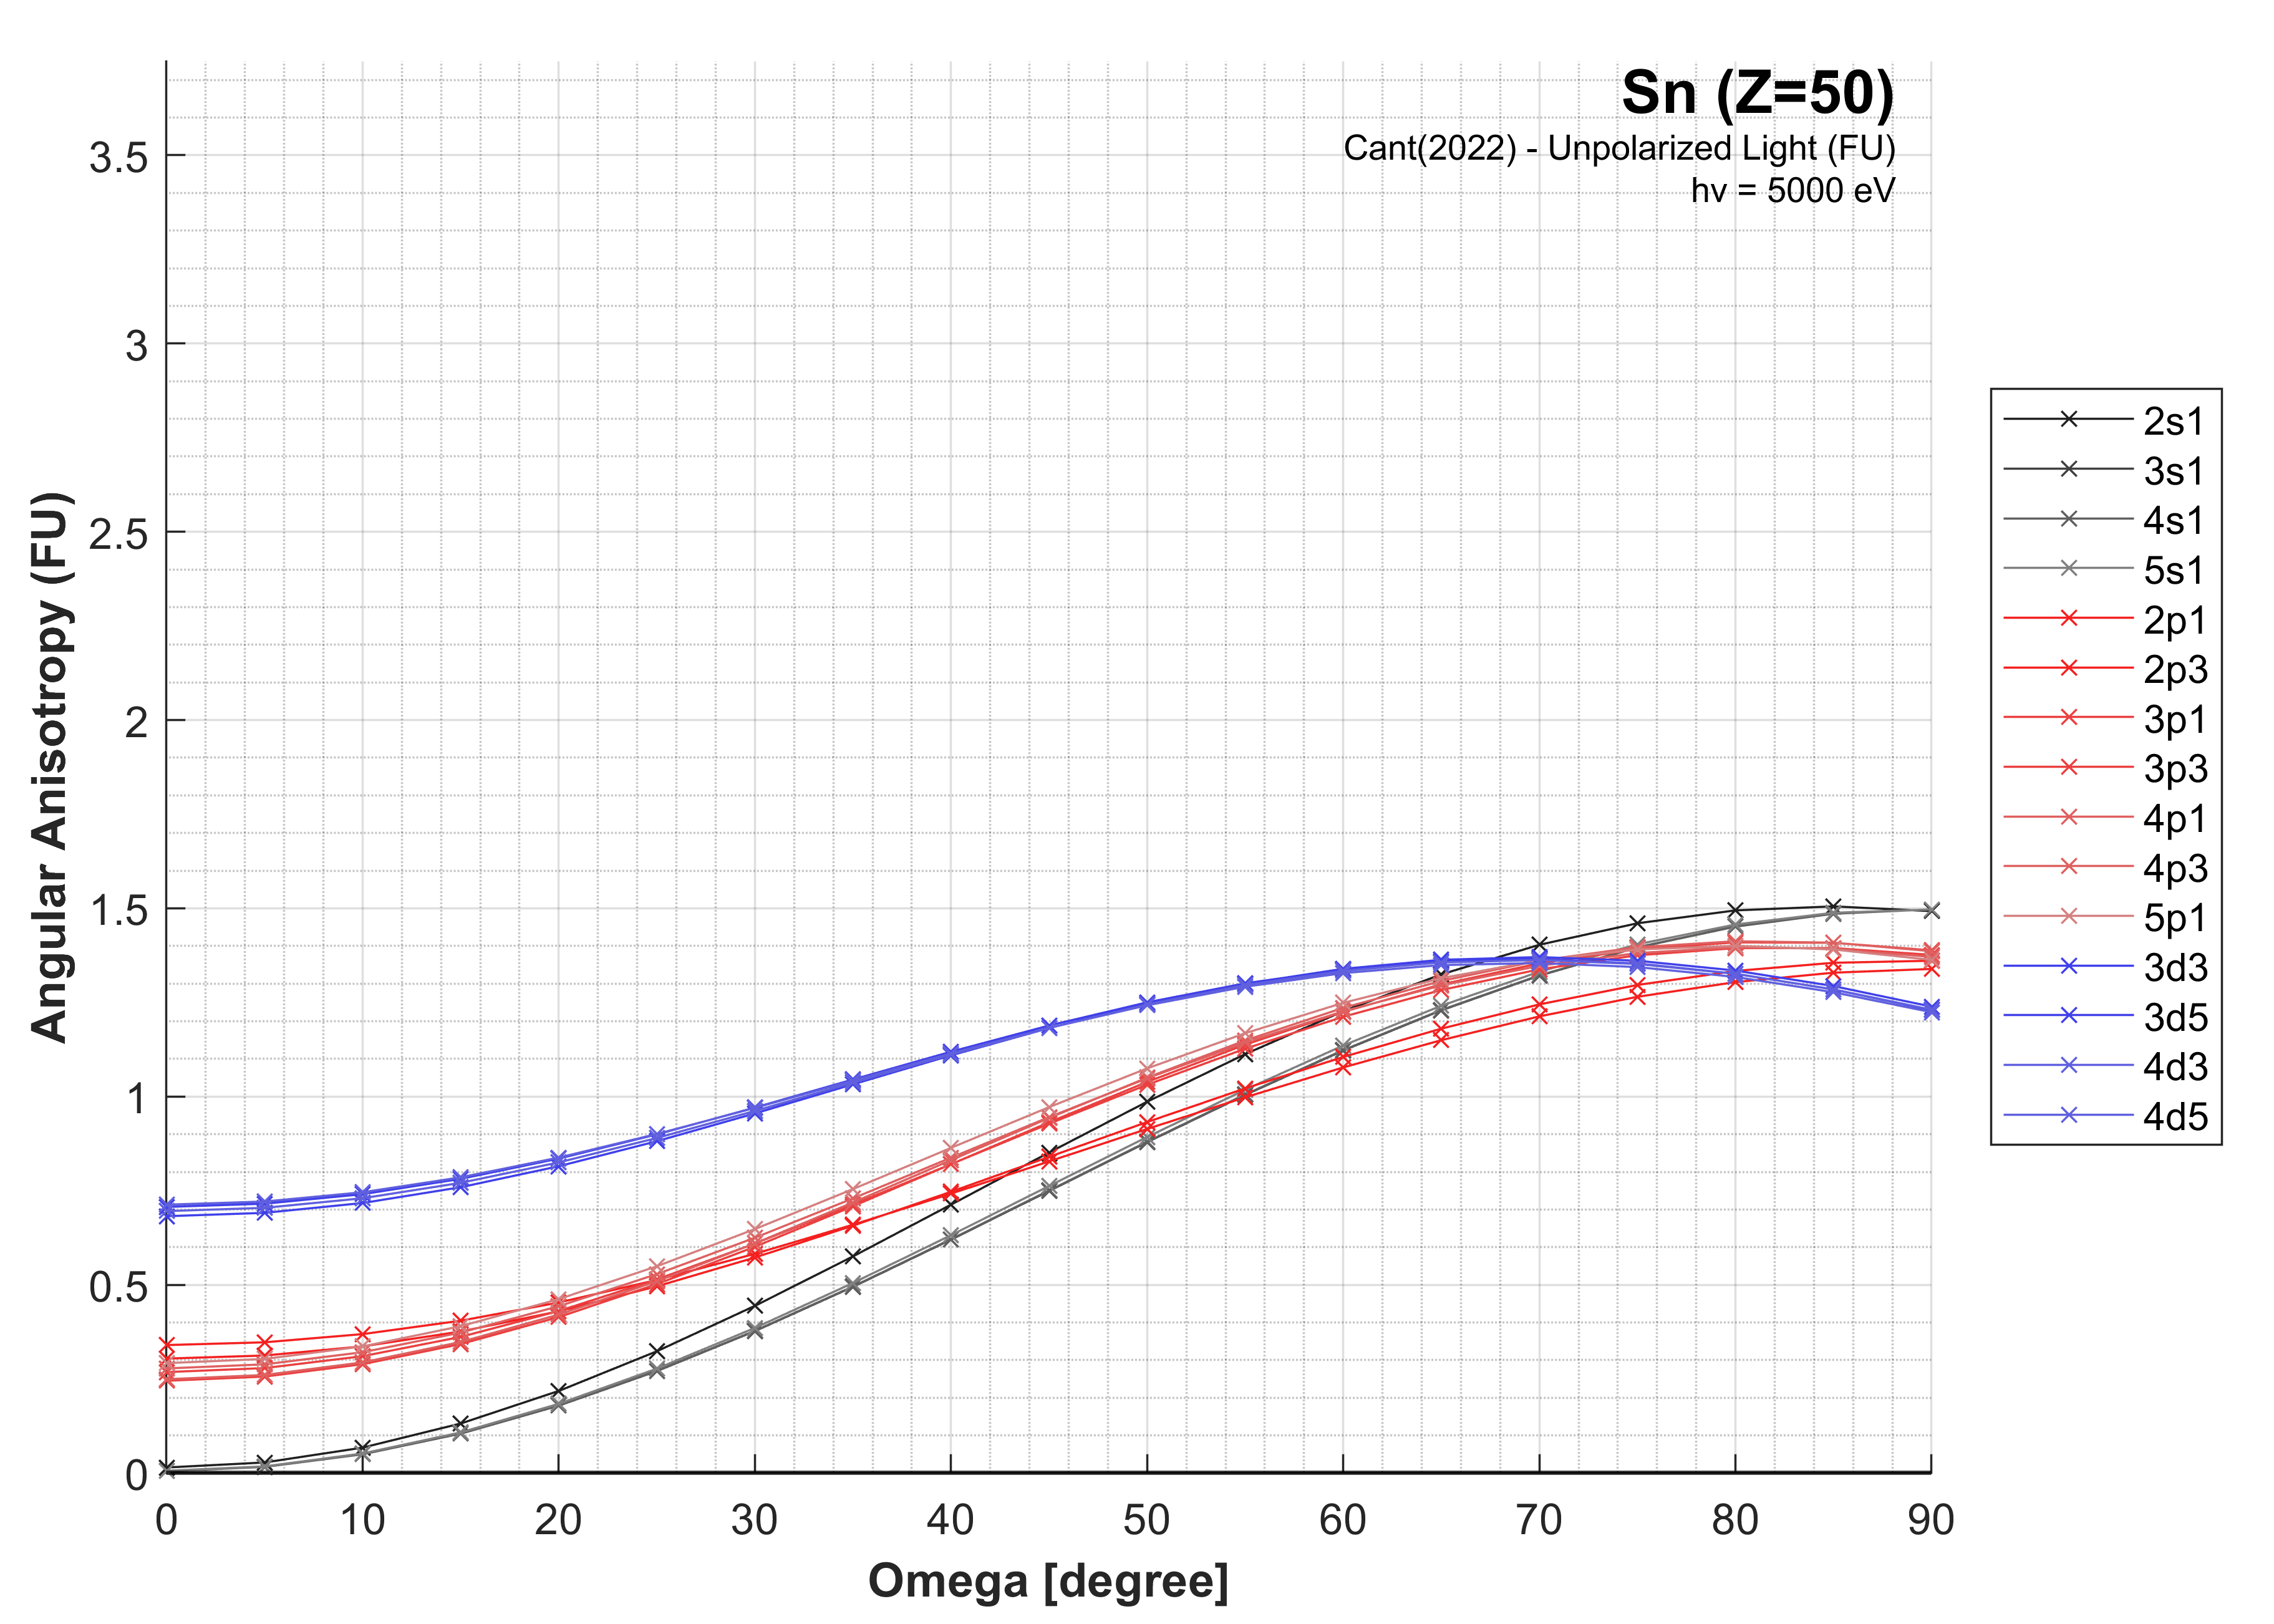 Sn (Z=50)
Cant(2022) - Unpolarized Light (FU)
hv = 5000 eV
Angular Anisotropy (FU)
3.5
3
2.5
2
1.5
1
0.5
0
0 10 20 30 40 50 60 70 80 90
Omega [degree]
2s1
3s1
4s1
5s1
2p1
2p3
3p1
3p3
4p1
4p3
5p1
3d3
3d5
4d3
4d5